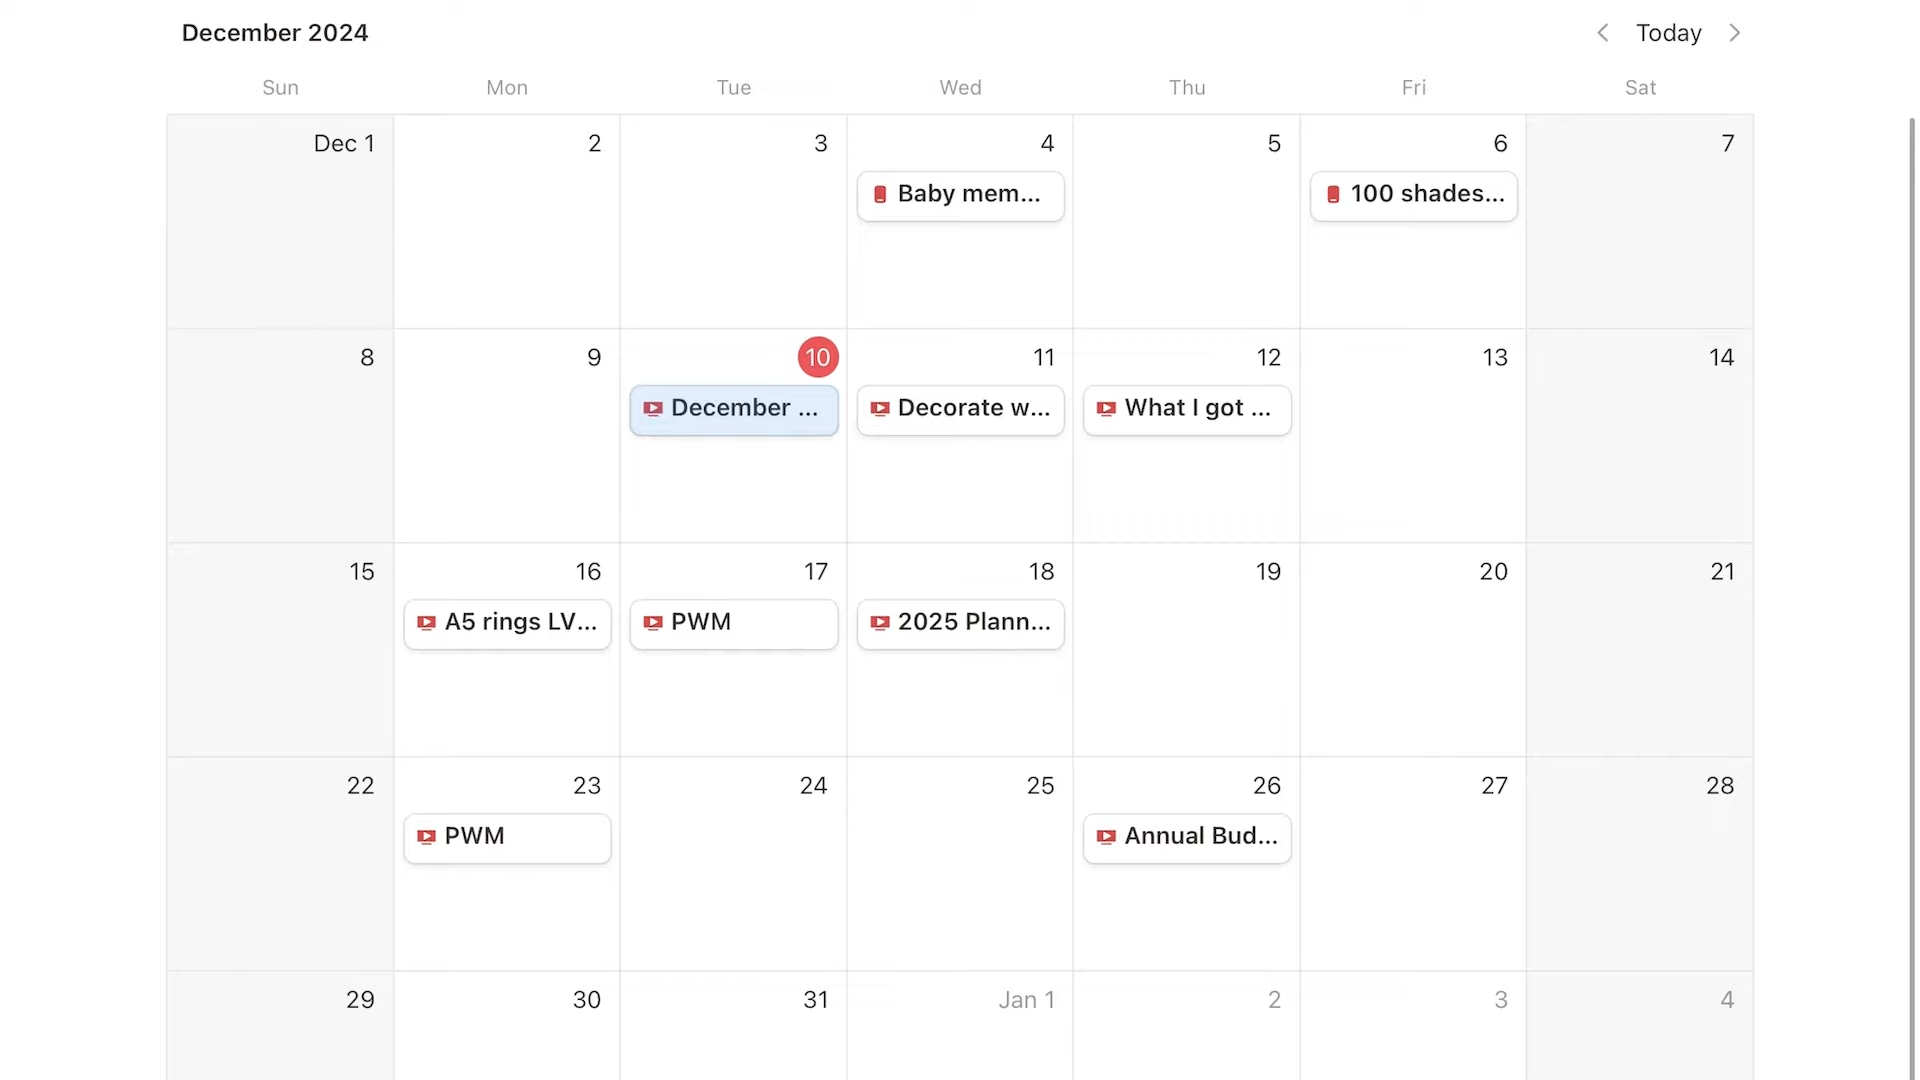 December 2024
Today
Sun Mon Tue Wed Thu Fri Sat
Dec 1 2 3 4 5 6 7
Baby mem... 100 shades...
8 9 10 11 12 13 14
December ... Decorate w... What I got ...
15 16 17 18 19 20 21
A5 rings LV... PWM 2025 Plann...
22 23 24 25 26 27 28
PWM Annual Bud...
29 30 31 Jan 1 2 3 4